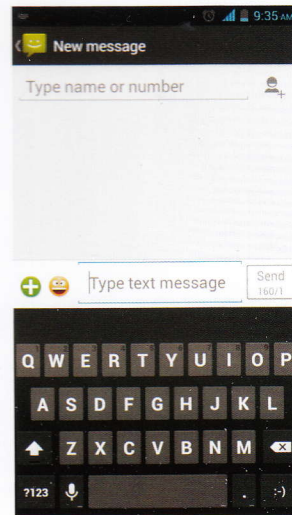 9:35 AM
New message
Type name or number
Type text message
Send
160/1
Q W E R T Y U I O P
A S D F G H J K L
Z X C V B N M
?123 . :-)